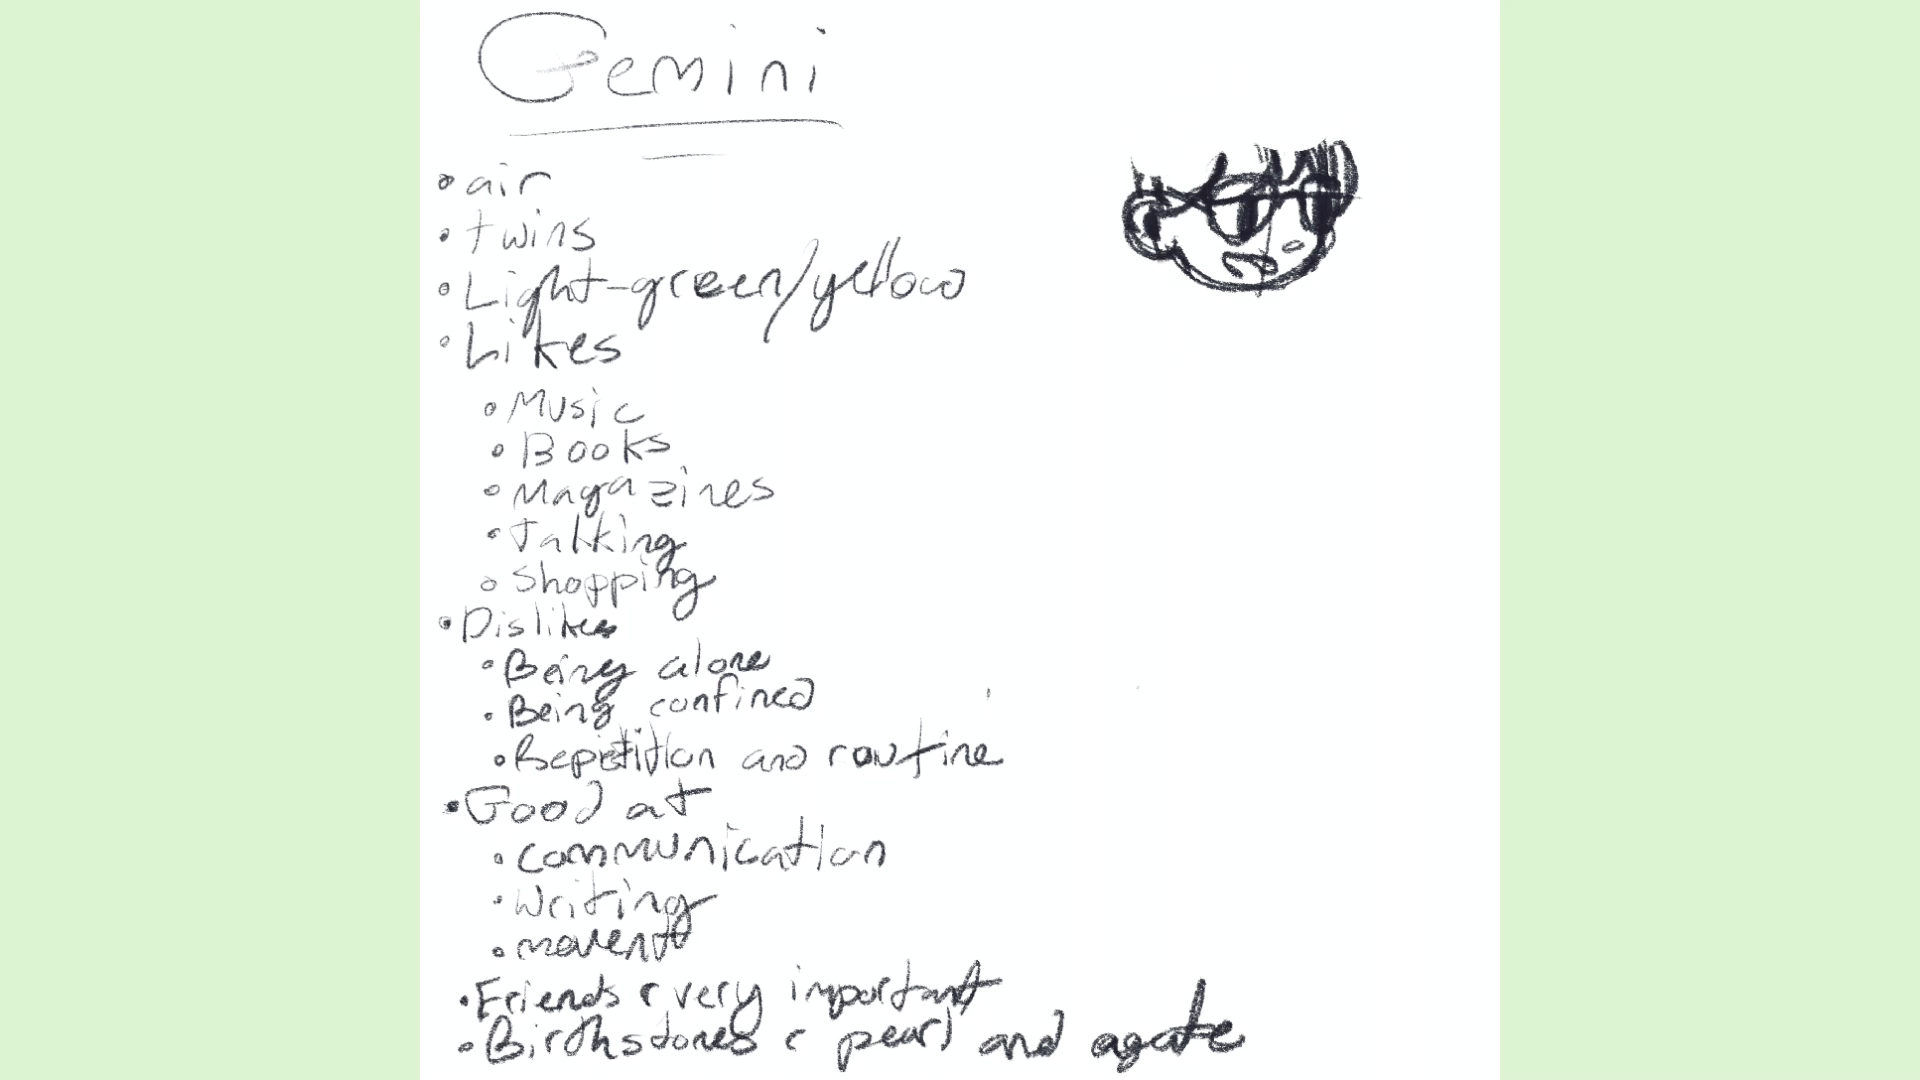 Gemini
• air
• twins
• Light-green/yellow
• Likes
• Music
• Books
• Magazines
• Talking
• Shopping
• Dislikes
• Being alone
• Being confined
• Repetition and routine
• Good at
• communication
• writing
• movent
• Friends r very important
• Birthstones r pearl and agate